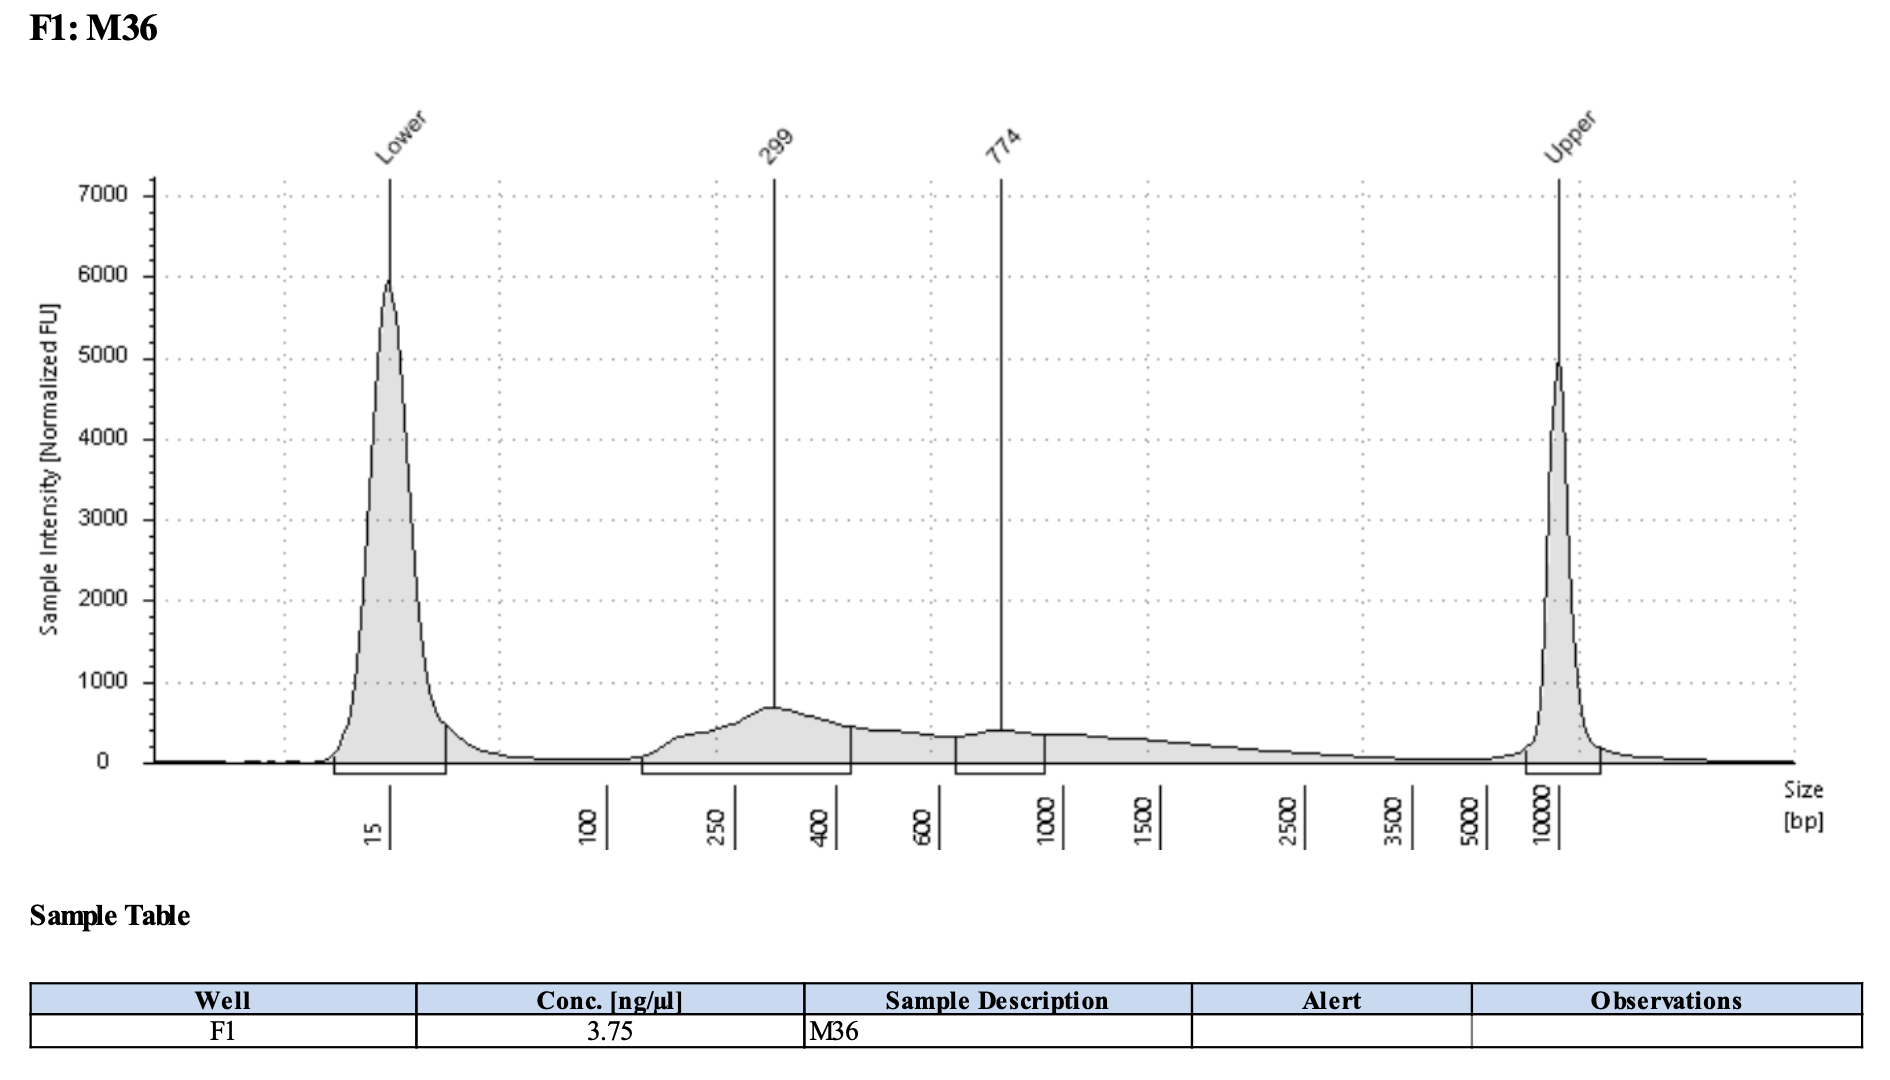 F1: M36
Lower
299
774
Upper
7000
6000
5000
4000
3000
2000
1000
0
Sample Intensity [Normalized FU]
15
100
250
400
600
1000
1500
2500
3500
5000
10000
Size
[bp]
Sample Table
Well Conc. [ng/µl] Sample Description Alert Observations
F1 3.75 M36